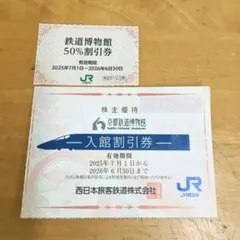 鉄道博物館
50%割引券
有効期間
2025年7月1日~2026年6月30日
JR
株主優待
京都鉄道博物館
入館割引券
有効期間
2025年7月1日から
2026年6月30日まで
西日本旅客鉄道株式会社
JR